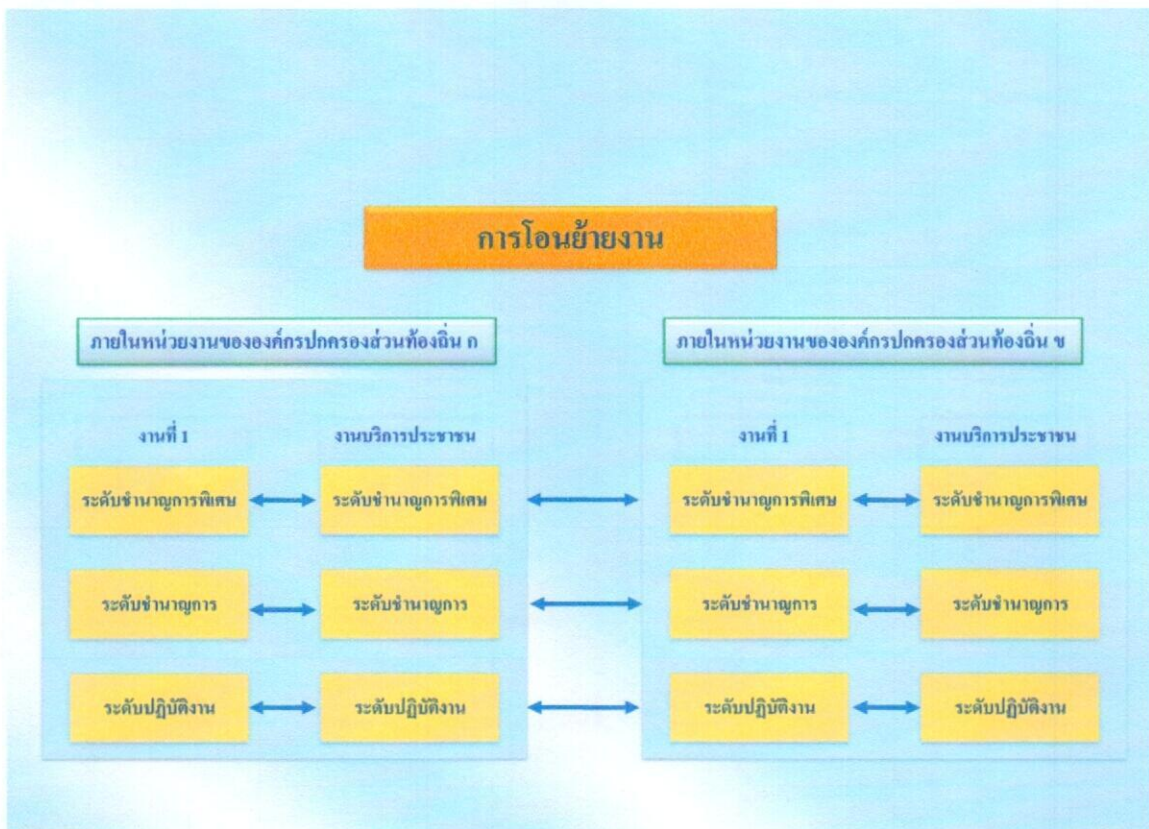 การโอนย้ายงาน
ภายในหน่วยงานขององค์กรปกครองส่วนท้องถิ่น ก
ภายในหน่วยงานขององค์กรปกครองส่วนท้องถิ่น ข
งานที่ 1 งานบริการประชาชน งานที่ 1 งานบริการประชาชน
ระดับชำนาญการพิเศษ ระดับชำนาญการพิเศษ ระดับชำนาญการพิเศษ ระดับชำนาญการพิเศษ
ระดับชำนาญการ ระดับชำนาญการ ระดับชำนาญการ ระดับชำนาญการ
ระดับปฏิบัติงาน ระดับปฏิบัติงาน ระดับปฏิบัติงาน ระดับปฏิบัติงาน